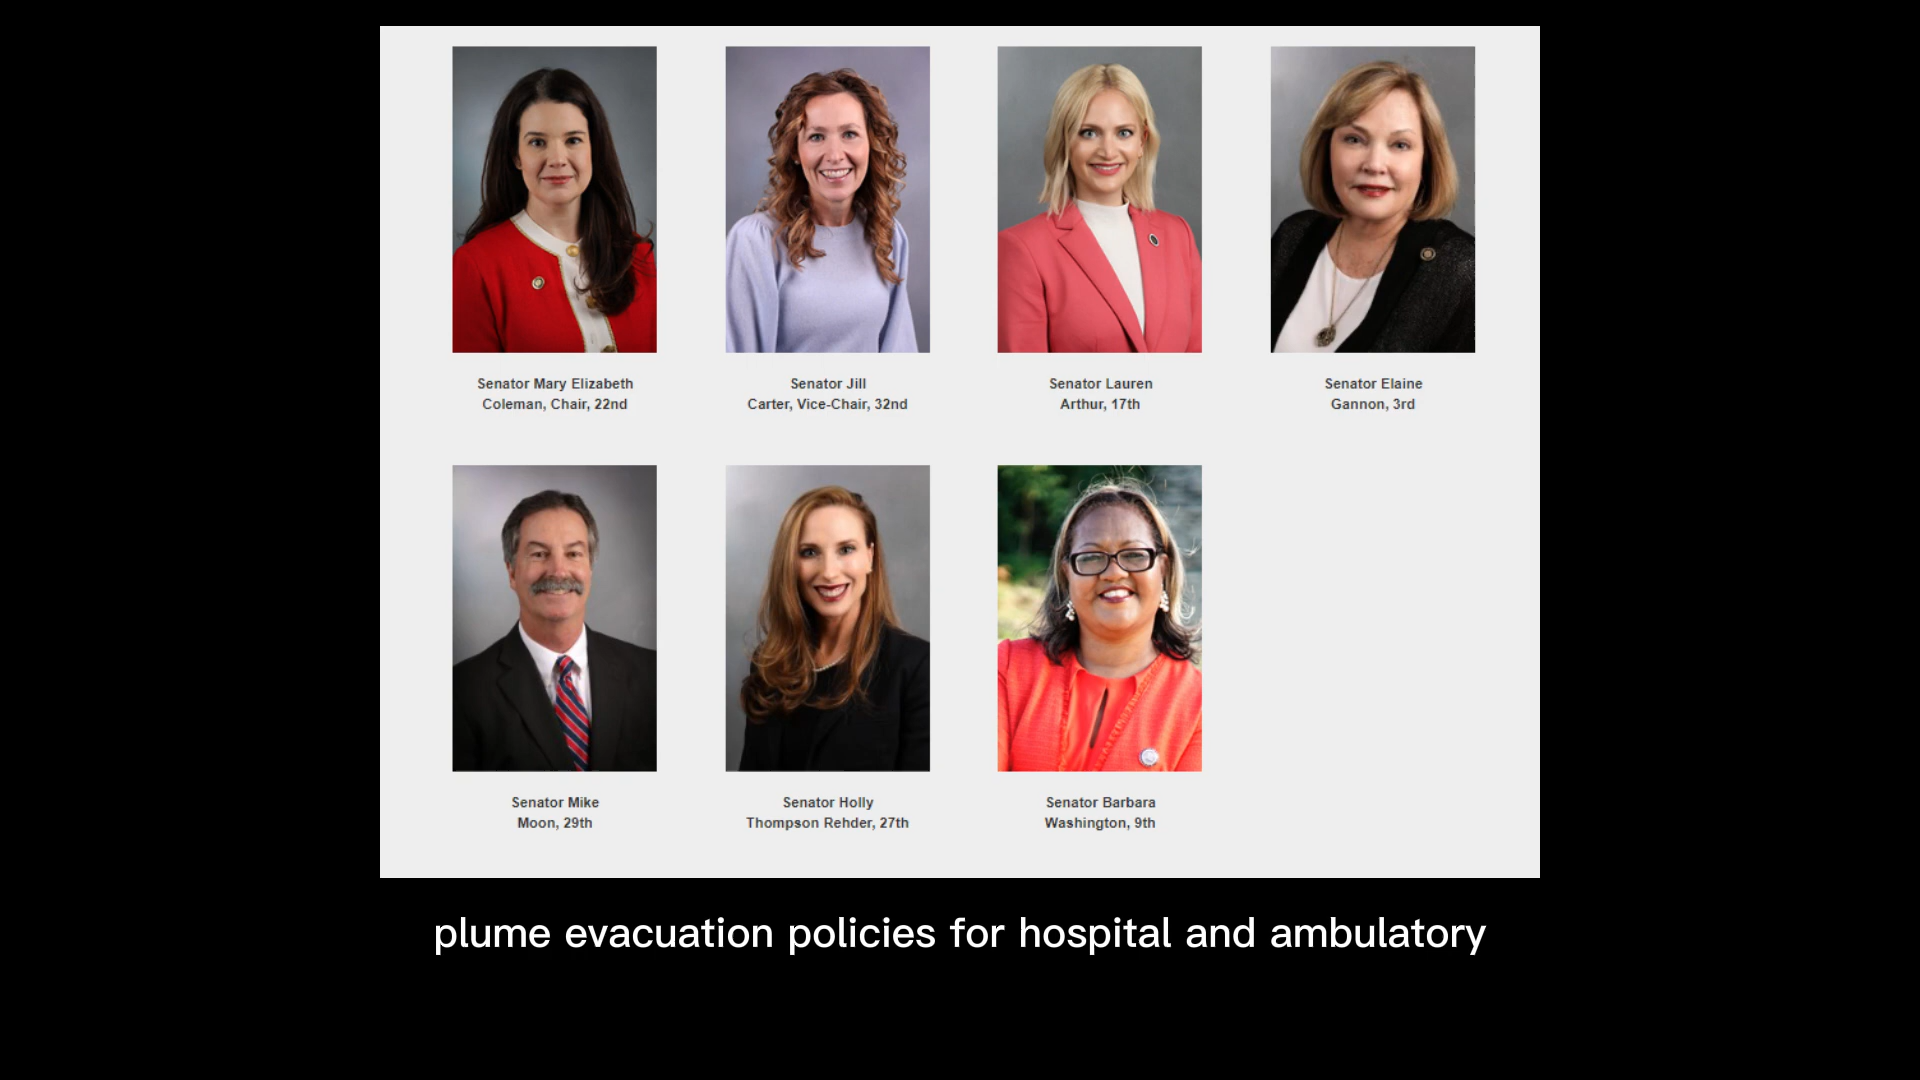 Senator Mary Elizabeth
Coleman, Chair, 22nd
Senator Jill
Carter, Vice-Chair, 32nd
Senator Lauren
Arthur, 17th
Senator Elaine
Gannon, 3rd
Senator Mike
Moon, 29th
Senator Holly
Thompson Rehder, 27th
Senator Barbara
Washington, 9th
plume evacuation policies for hospital and ambulatory